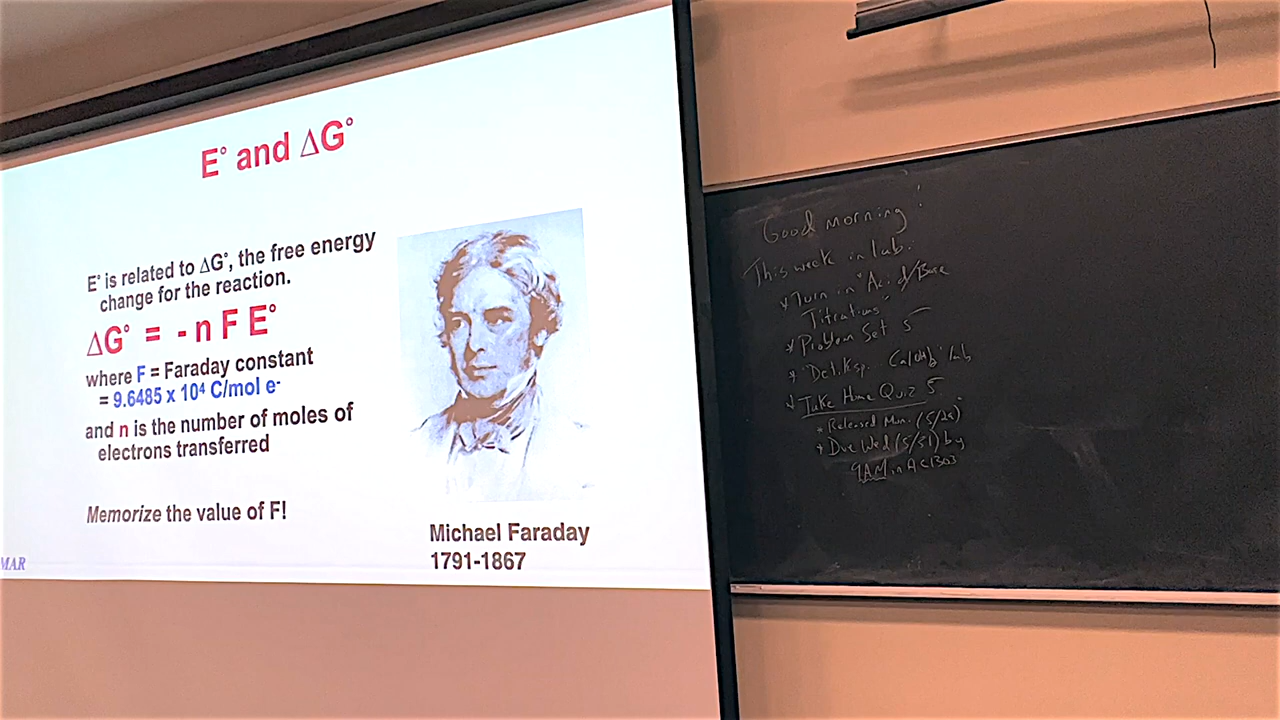 E° and ΔG°
E° is related to ΔG°, the free energy
change for the reaction.
ΔG° = - n F E°
where F = Faraday constant
= 9.6485 x 10⁴ C/mol e-
and n is the number of moles of
electrons transferred
Memorize the value of F!
Michael Faraday
1791-1867
MAR
Good morning!
This week in lab:
* Turn in "Acid/Base
Titrations"
* Problem Set 5
* "Det. Ksp Ca(OH)₂" lab
Take Home Quiz 5
* Released Mon. (5/29)
* Due Wed (5/31) by
9AM in AC1303